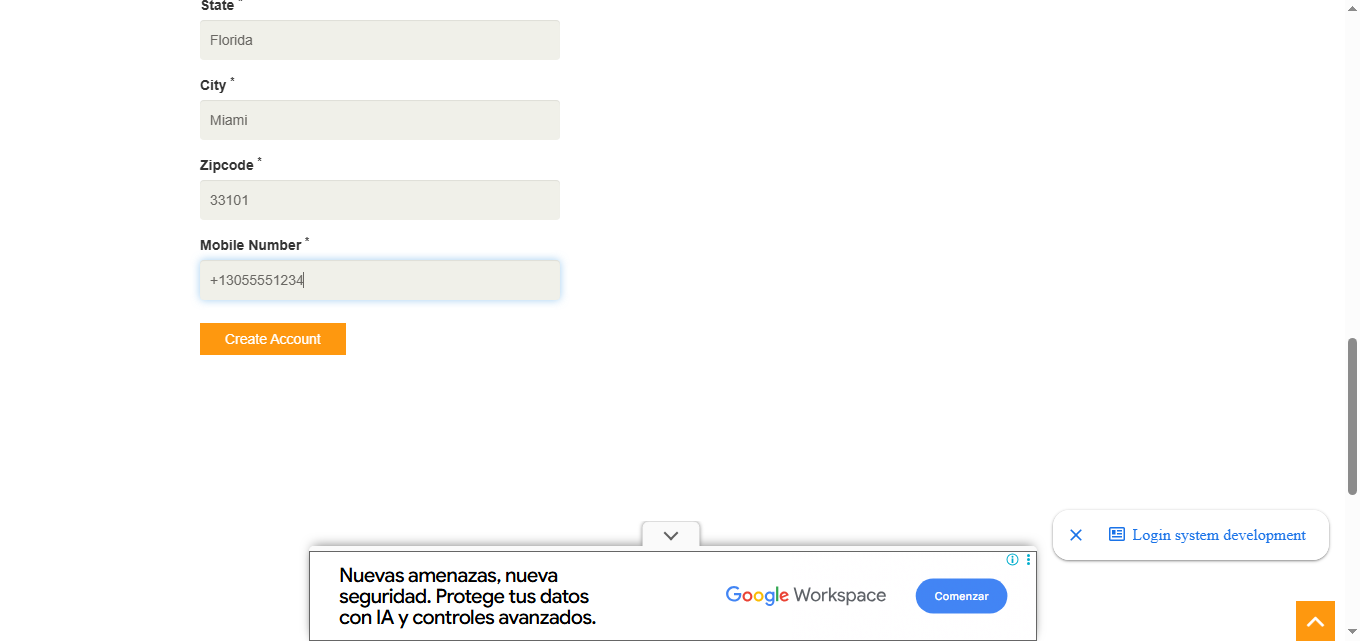 State *
Florida
City *
Miami
Zipcode *
33101
Mobile Number *
+13055551234
Create Account
Login system development
Nuevas amenazas, nueva
seguridad. Protege tus datos
con IA y controles avanzados.
Google Workspace
Comenzar